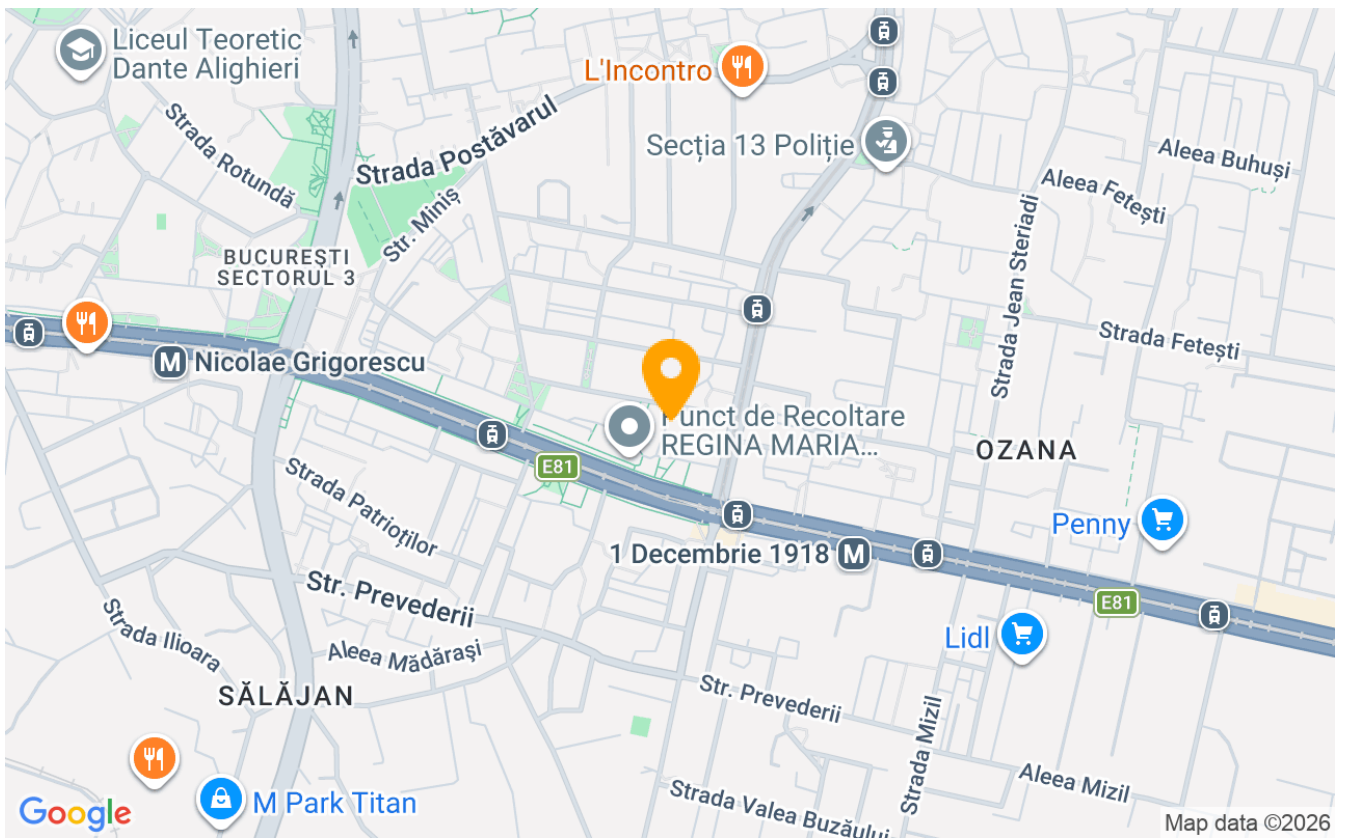 Liceul Teoretic
Dante Alighieri
L'Incontro
Strada Postăvarul
Strada Rotundă
Secția 13 Poliție
Aleea Buhuși
Aleea Fetești
Str. Miniș
Strada Jean Steriadi
BUCUREȘTI
SECTORUL 3
Strada Fetești
M Nicolae Grigorescu
Punct de Recoltare
REGINA MARIA...
OZANA
E81
Strada Patrioților
Penny
1 Decembrie 1918 M
Str. Prevederii
E81
Strada Ilioara
Aleea Mădărași
Lidl
SĂLĂJAN
Str. Prevederii
Strada Mizil
Aleea Mizil
M Park Titan
Strada Valea Buzăului
Google
Map data ©2026